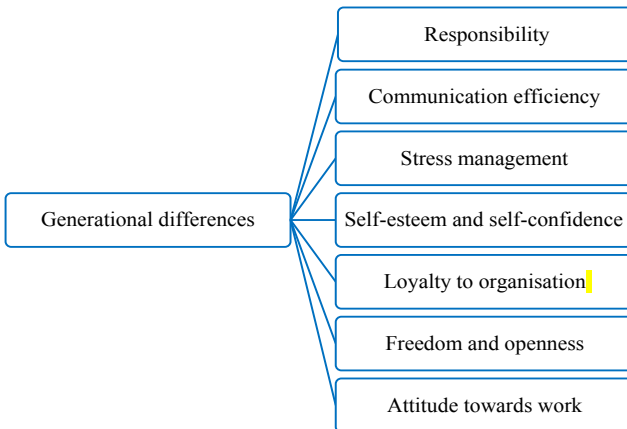 Responsibility
Communication efficiency
Stress management
Generational differences
Self-esteem and self-confidence
Loyalty to organisation
Freedom and openness
Attitude towards work